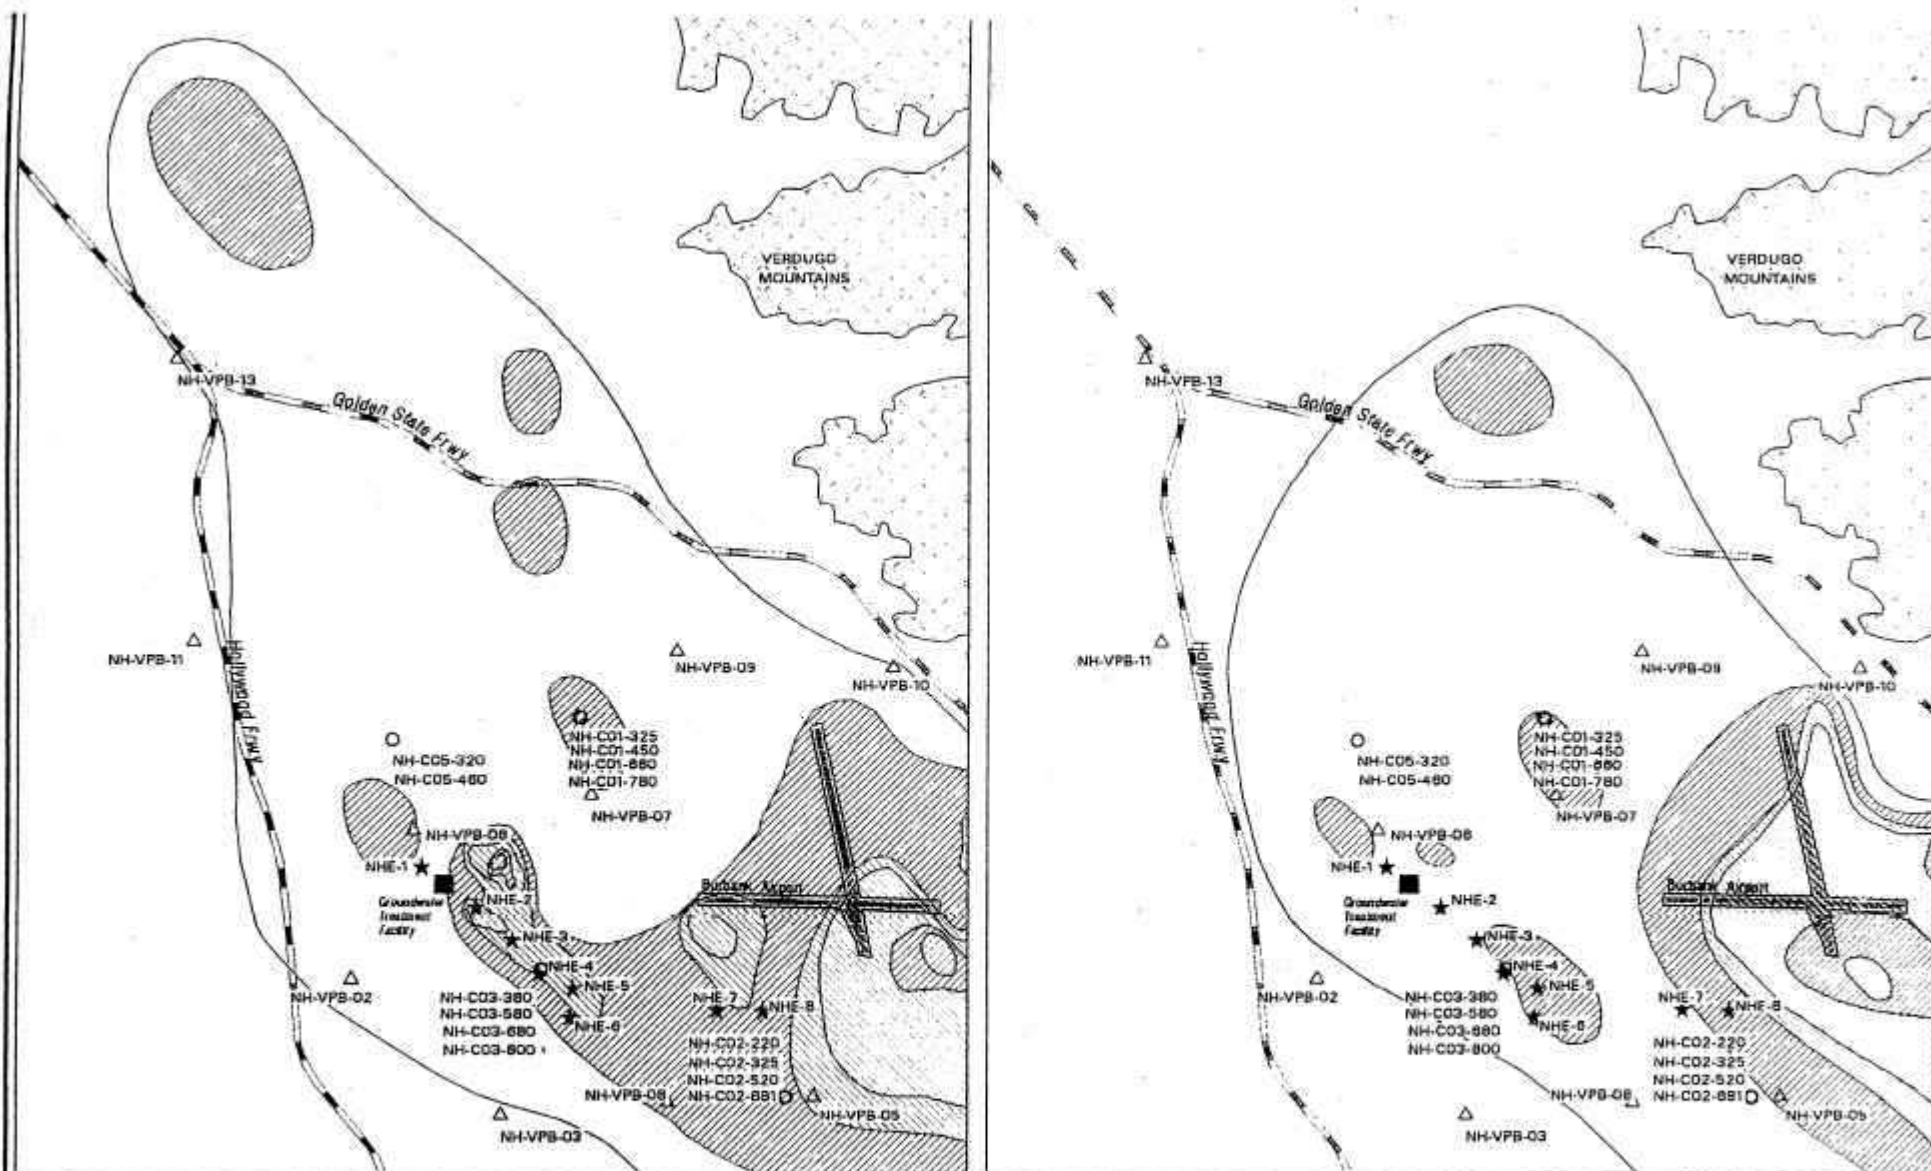 VERDUGO
MOUNTAINS
NH-VPB-13
Golden State Frwy
NH-VPB-11
Hollywood Frwy
NH-VPB-09
NH-VPB-10
NH-C05-320
NH-C05-460
NH-C01-325
NH-C01-450
NH-C01-660
NH-C01-780
NH-VPB-07
NH-VPB-08
NHE-1
Groundwater
Treatment
Facility
NHE-2
Burbank Airport
NHE-3
NHE-4
NHE-5
NHE-6
NH-VPB-02
NH-C03-380
NH-C03-580
NH-C03-680
NH-C03-800
NHE-7
NHE-8
NH-C02-220
NH-C02-325
NH-C02-520
NH-C02-681
NH-VPB-06
NH-VPB-05
NH-VPB-03
VERDUGO
MOUNTAINS
NH-VPB-13
Golden State Frwy
NH-VPB-11
Hollywood Frwy
NH-VPB-09
NH-VPB-10
NH-C05-320
NH-C05-460
NH-C01-325
NH-C01-450
NH-C01-660
NH-C01-780
NH-VPB-07
NH-VPB-08
NHE-1
Groundwater
Treatment
Facility
NHE-2
Burbank Airport
NHE-3
NHE-4
NHE-5
NHE-6
NH-VPB-02
NH-C03-380
NH-C03-580
NH-C03-680
NH-C03-800
NHE-7
NHE-8
NH-C02-220
NH-C02-325
NH-C02-520
NH-C02-681
NH-VPB-06
NH-VPB-05
NH-VPB-03